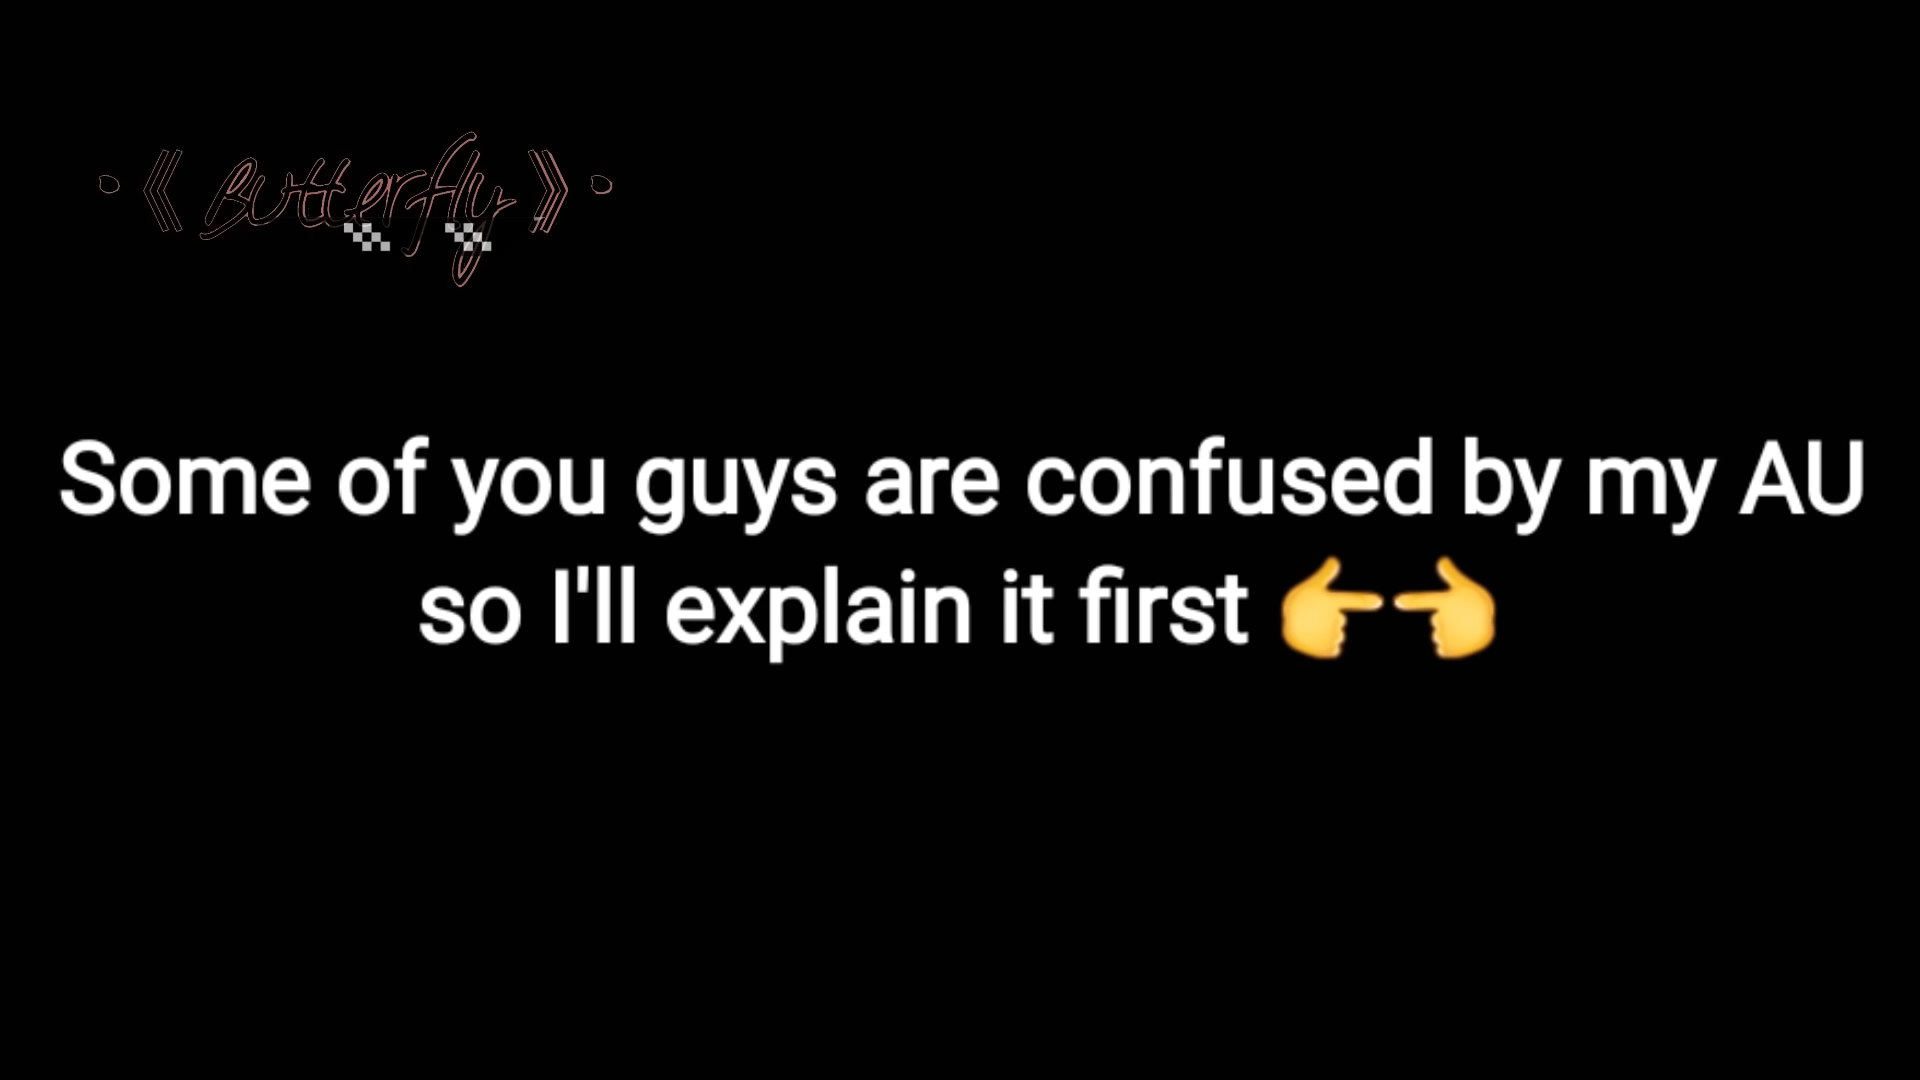 •《 Butterfly 》•
Some of you guys are confused by my AU
so I'll explain it first 👉👈